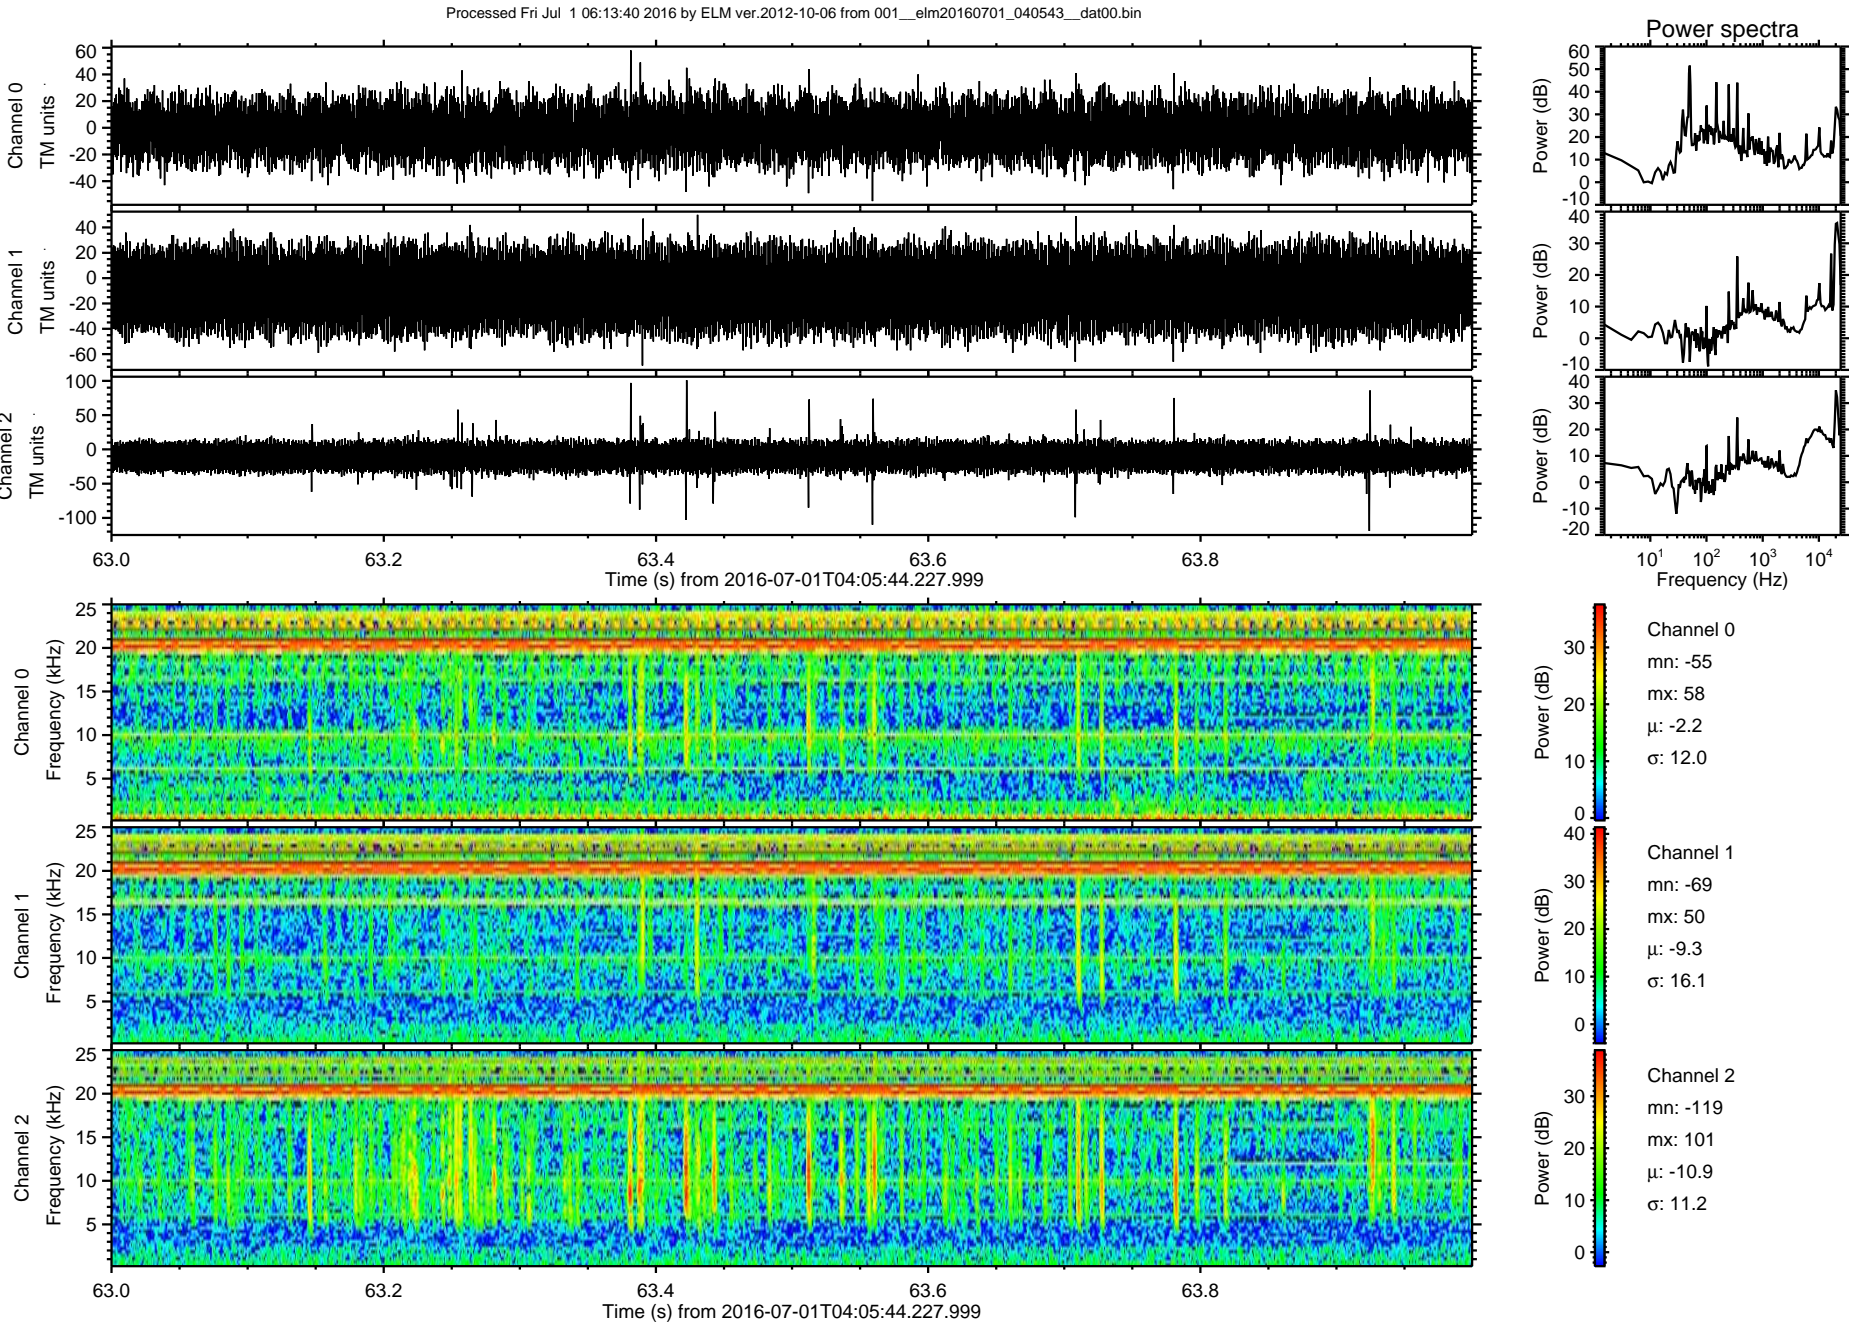 Processed Fri Jul  1 06:13:40 2016 by ELM ver.2012-10-06 from 001__elm20160701_040543__dat00.bin
Power spectra
Channel 0
TM units
60
40
20
0
-20
-40
Power (dB)
60
50
40
30
20
10
0
-10
Channel 1
TM units
40
20
0
-20
-40
-60
Power (dB)
40
30
20
10
0
-10
Channel 2
TM units
100
50
0
-50
-100
Power (dB)
40
30
20
10
0
-10
-20
63.0 63.2 63.4 63.6 63.8
Time (s) from 2016-07-01T04:05:44.227.999
10¹ 10² 10³ 10⁴
Frequency (Hz)
Channel 0
Frequency (kHz)
25
20
15
10
5
Power (dB)
30
20
10
0
Channel 0
mn: -55
mx: 58
μ: -2.2
σ: 12.0
Channel 1
Frequency (kHz)
25
20
15
10
5
Power (dB)
40
30
20
10
0
Channel 1
mn: -69
mx: 50
μ: -9.3
σ: 16.1
Channel 2
Frequency (kHz)
25
20
15
10
5
Power (dB)
30
20
10
0
Channel 2
mn: -119
mx: 101
μ: -10.9
σ: 11.2
63.0 63.2 63.4 63.6 63.8
Time (s) from 2016-07-01T04:05:44.227.999